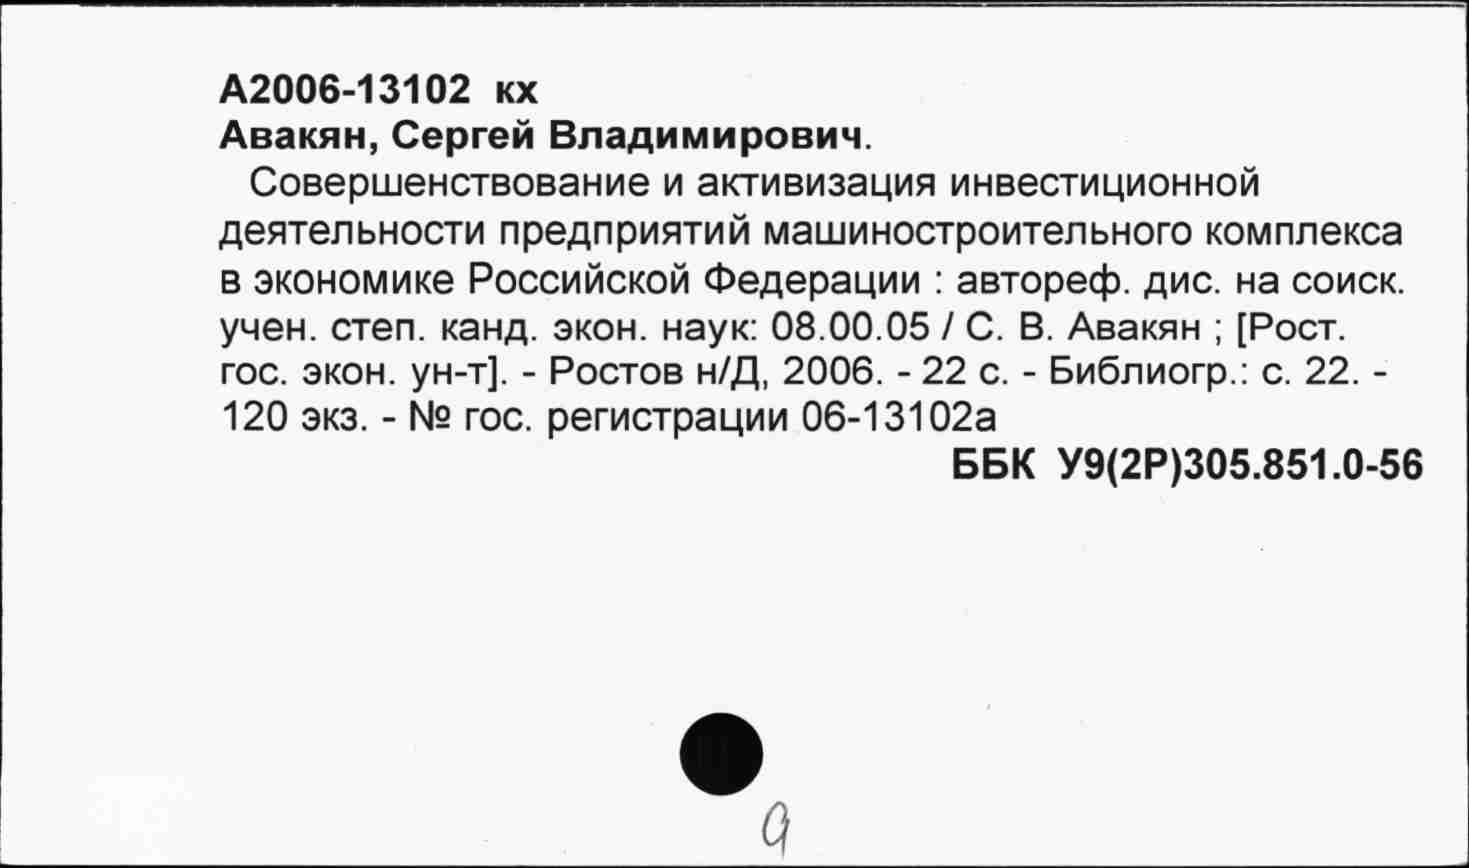 А2006-13102 кх
Авакян, Сергей Владимирович.
Совершенствование и активизация инвестиционной
деятельности предприятий машиностроительного комплекса
в экономике Российской Федерации : автореф. дис. на соиск.
учен. степ. канд. экон. наук: 08.00.05 / С. В. Авакян ; [Рост.
гос. экон. ун-т]. - Ростов н/Д, 2006. - 22 с. - Библиогр.: с. 22. -
120 экз. - № гос. регистрации 06-13102а
ББК У9(2Р)305.851.0-56